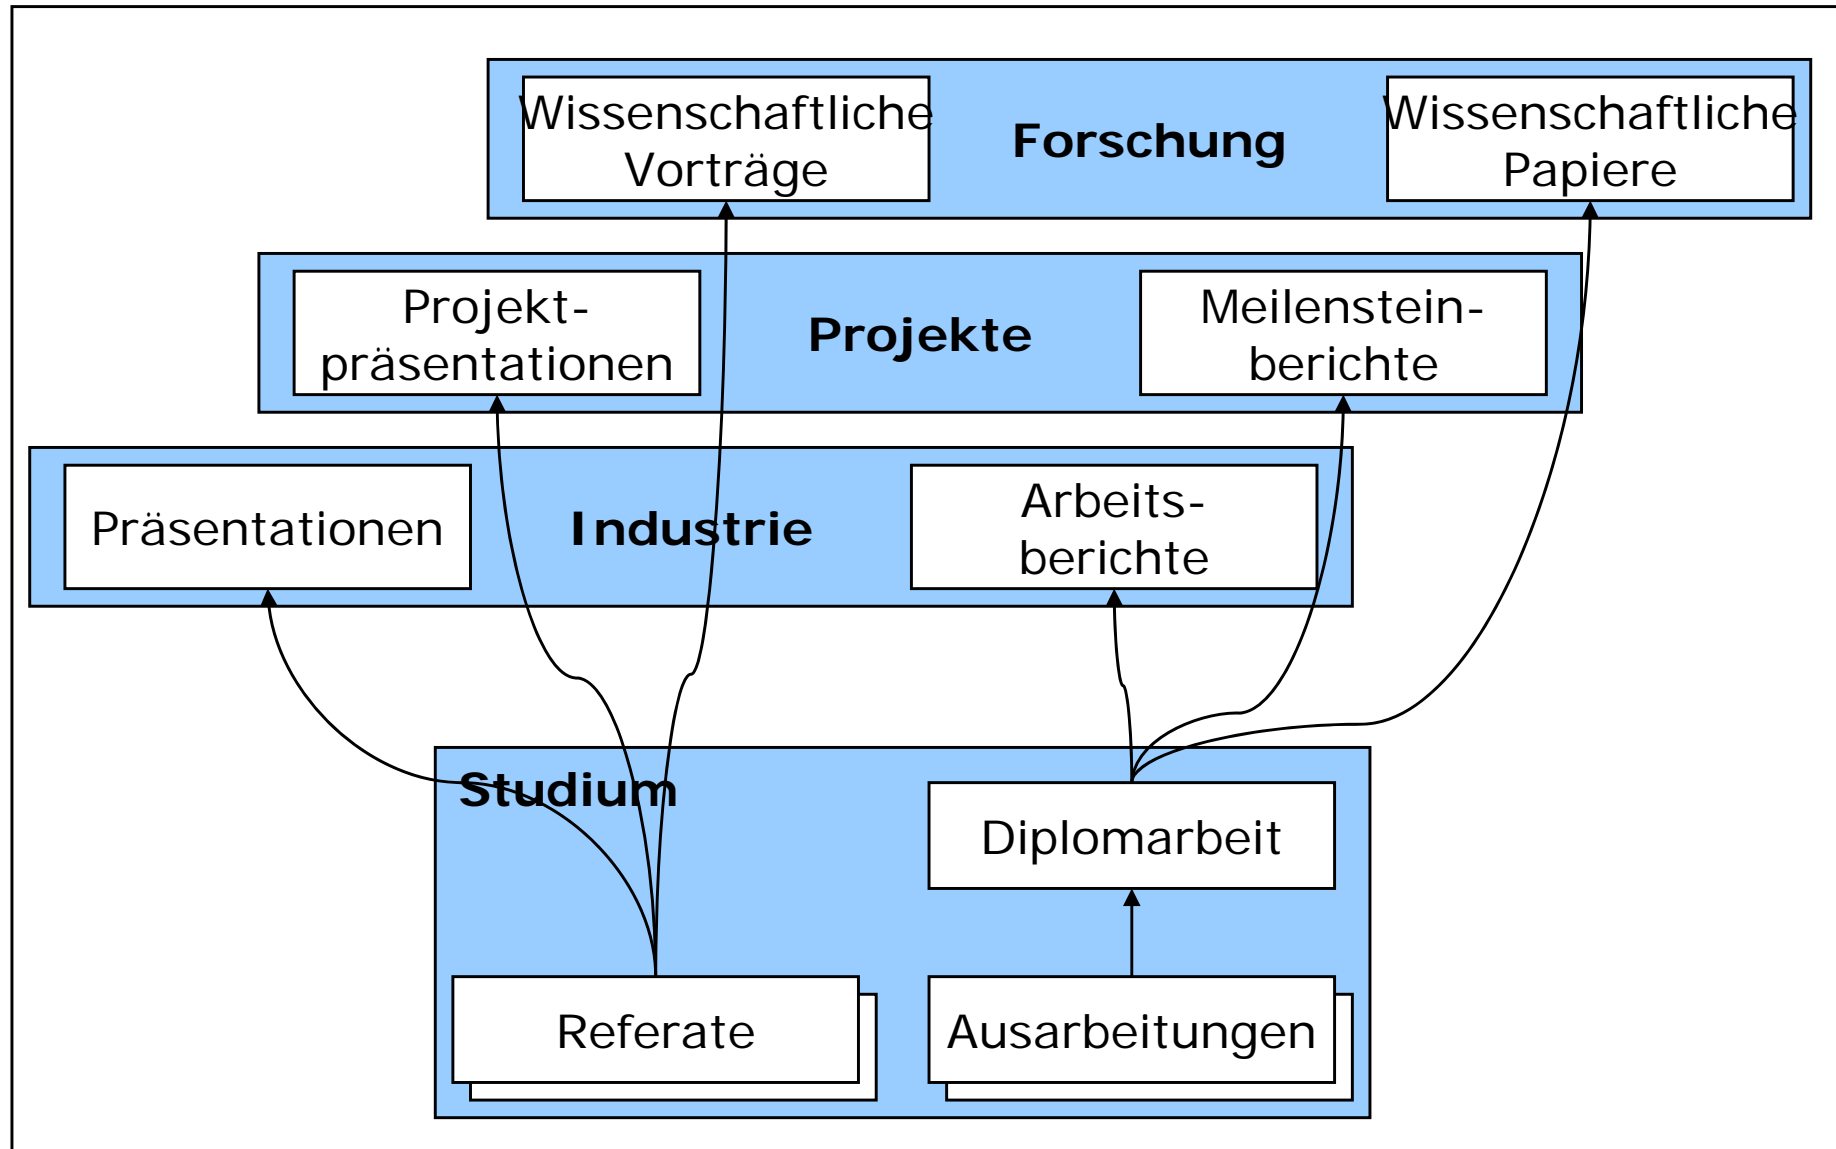 Wissenschaftliche
Vorträge
Forschung
Wissenschaftliche
Papiere
Projekt-
präsentationen
Projekte
Meilenstein-
berichte
Präsentationen
Industrie
Arbeits-
berichte
Studium
Diplomarbeit
Referate
Ausarbeitungen